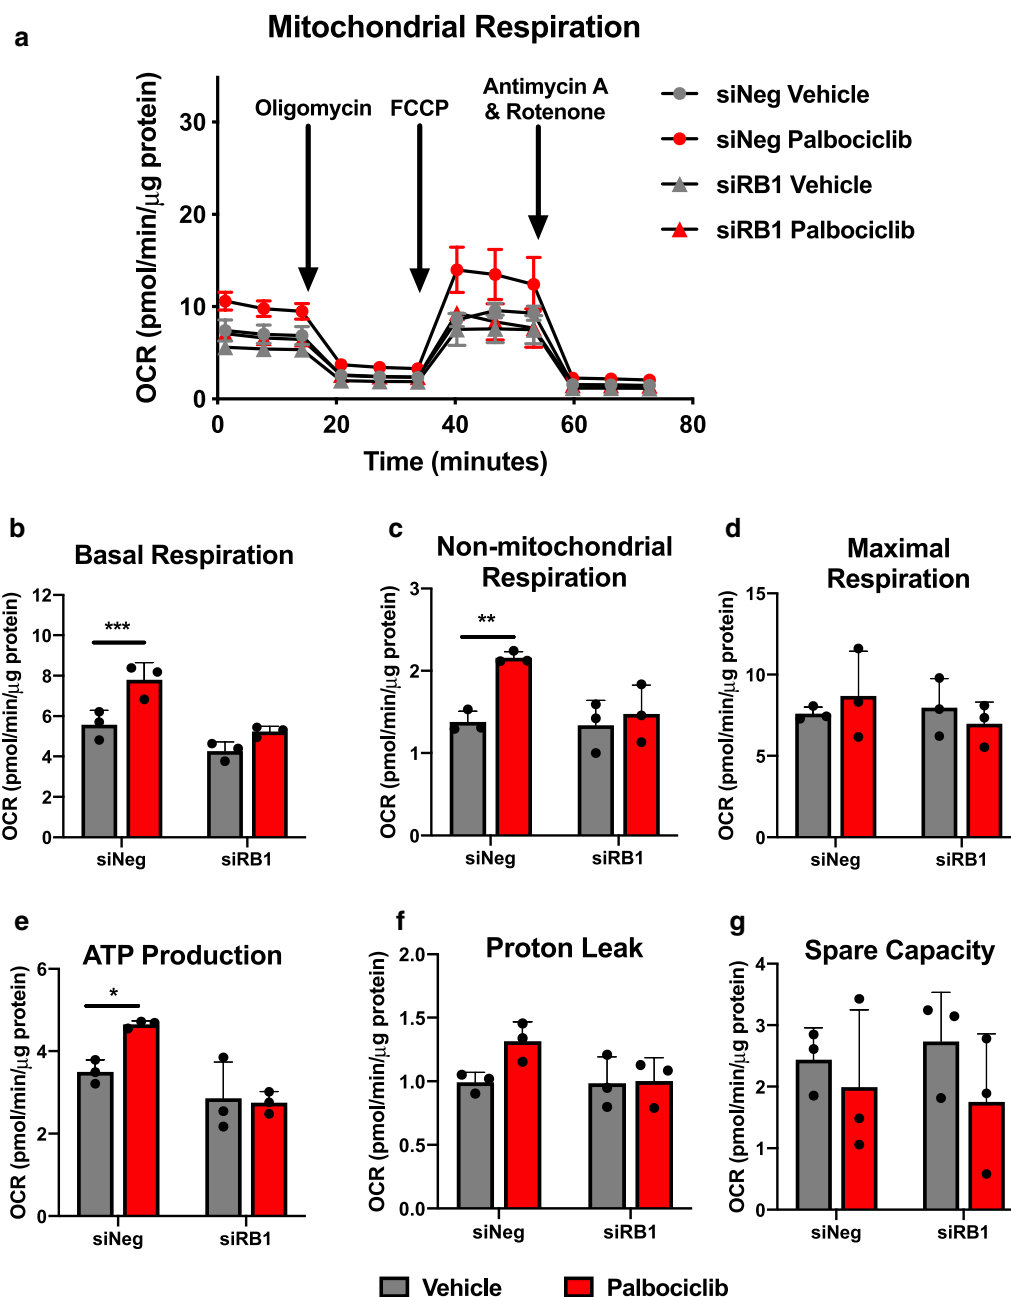 a
Mitochondrial Respiration
OCR (pmol/min/μg protein)
30
20
10
0
0 20 40 60 80
Time (minutes)
Oligomycin
FCCP
Antimycin A
& Rotenone
siNeg Vehicle
siNeg Palbociclib
siRB1 Vehicle
siRB1 Palbociclib
b
Basal Respiration
OCR (pmol/min/μg protein)
12
10
8
6
4
2
0
***
siNeg siRB1
c
Non-mitochondrial
Respiration
OCR (pmol/min/μg protein)
3
2
1
0
**
siNeg siRB1
d
Maximal
Respiration
OCR (pmol/min/μg protein)
15
10
5
0
siNeg siRB1
e
ATP Production
OCR (pmol/min/μg protein)
6
4
2
0
*
siNeg siRB1
f
Proton Leak
OCR (pmol/min/μg protein)
2.0
1.5
1.0
0.5
0.0
siNeg siRB1
g
Spare Capacity
OCR (pmol/min/μg protein)
4
3
2
1
0
siNeg siRB1
Vehicle Palbociclib